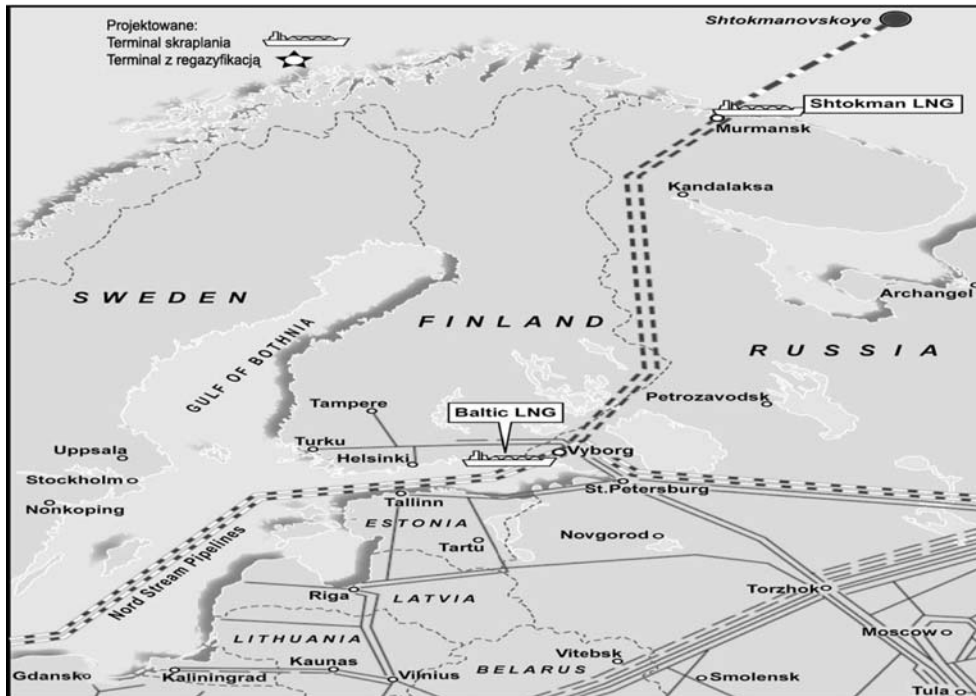 Projektowane:
Terminal skraplania
Terminal z regazyfikacją
Shtokmanovskoye
Shtokman LNG
Murmansk
Kandalaksa
Archangel
SWEDEN
FINLAND
RUSSIA
GULF OF BOTHNIA
Petrozavodsk
Tampere
Baltic LNG
Turku
Helsinki
Vyborg
Uppsala
Stockholm
Nonkoping
St.Petersburg
Tallinn
ESTONIA
Tartu
Novgorod
Nord Stream Pipelines
Riga
LATVIA
Torzhok
Moscow
LITHUANIA
Kaunas
Vitebsk
BELARUS
Gdansk
Kaliningrad
Vilnius
Smolensk
Tula